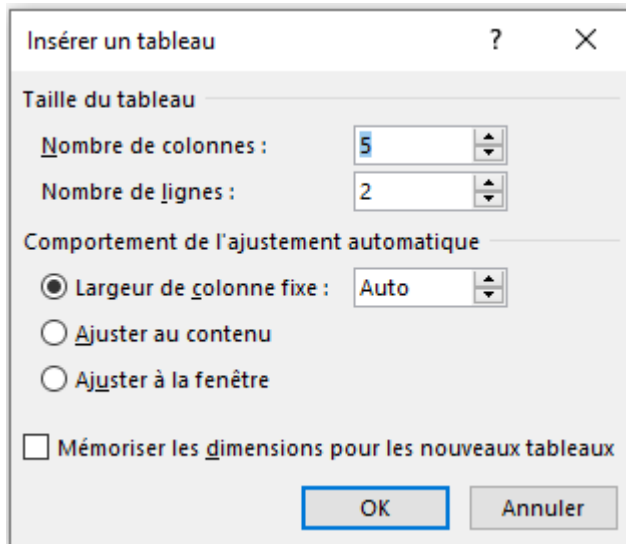 Insérer un tableau ?
Taille du tableau
Nombre de colonnes : 5
Nombre de lignes : 2
Comportement de l'ajustement automatique
Largeur de colonne fixe : Auto
Ajuster au contenu
Ajuster à la fenêtre
Mémoriser les dimensions pour les nouveaux tableaux
OK Annuler